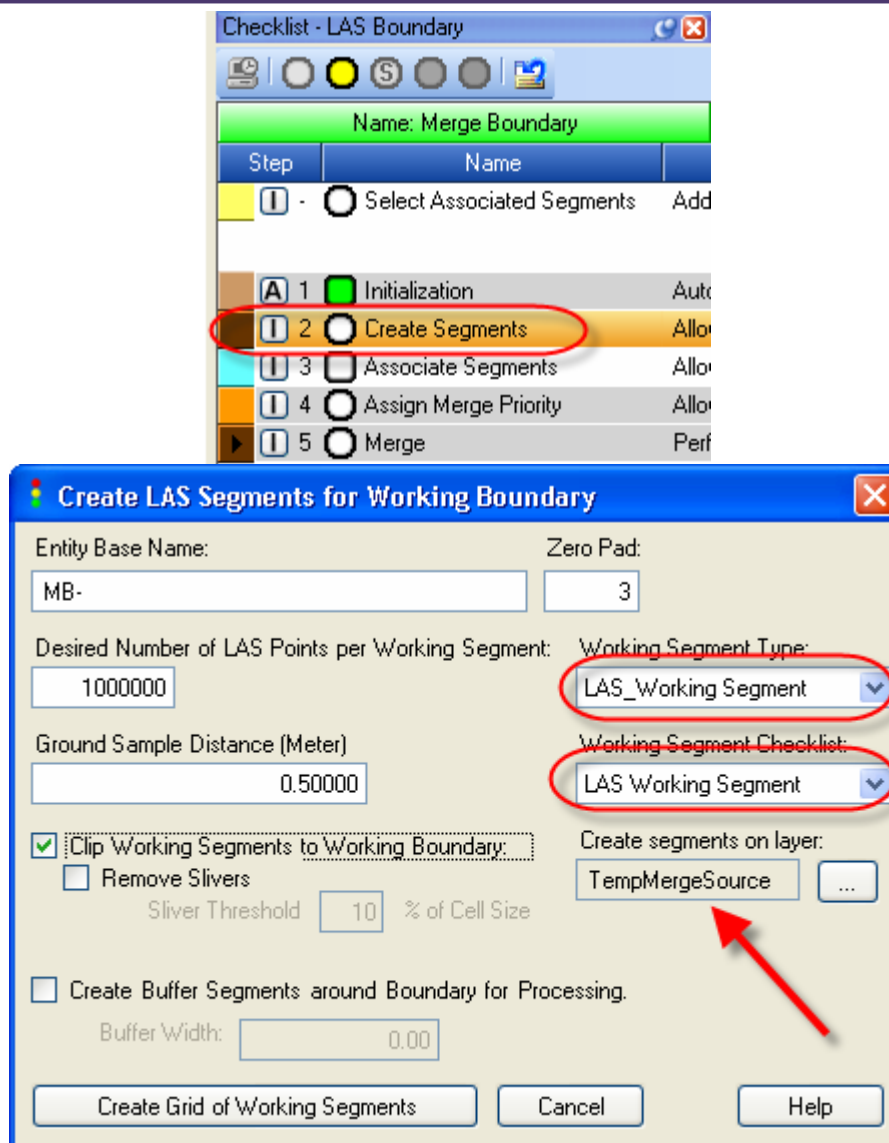 Checklist - LAS Boundary
S
Name: Merge Boundary
Step Name
I - Select Associated Segments Add
A 1 Initialization Auto
I 2 Create Segments Allo
I 3 Associate Segments Allo
I 4 Assign Merge Priority Allo
I 5 Merge Perf
Create LAS Segments for Working Boundary
Entity Base Name: Zero Pad:
MB- 3
Desired Number of LAS Points per Working Segment: Working Segment Type:
1000000 LAS_Working Segment
Ground Sample Distance (Meter) Working Segment Checklist:
0.50000 LAS Working Segment
Clip Working Segments to Working Boundary: Create segments on layer:
Remove Slivers TempMergeSource ...
Sliver Threshold 10 % of Cell Size
Create Buffer Segments around Boundary for Processing.
Buffer Width: 0.00
Create Grid of Working Segments Cancel Help